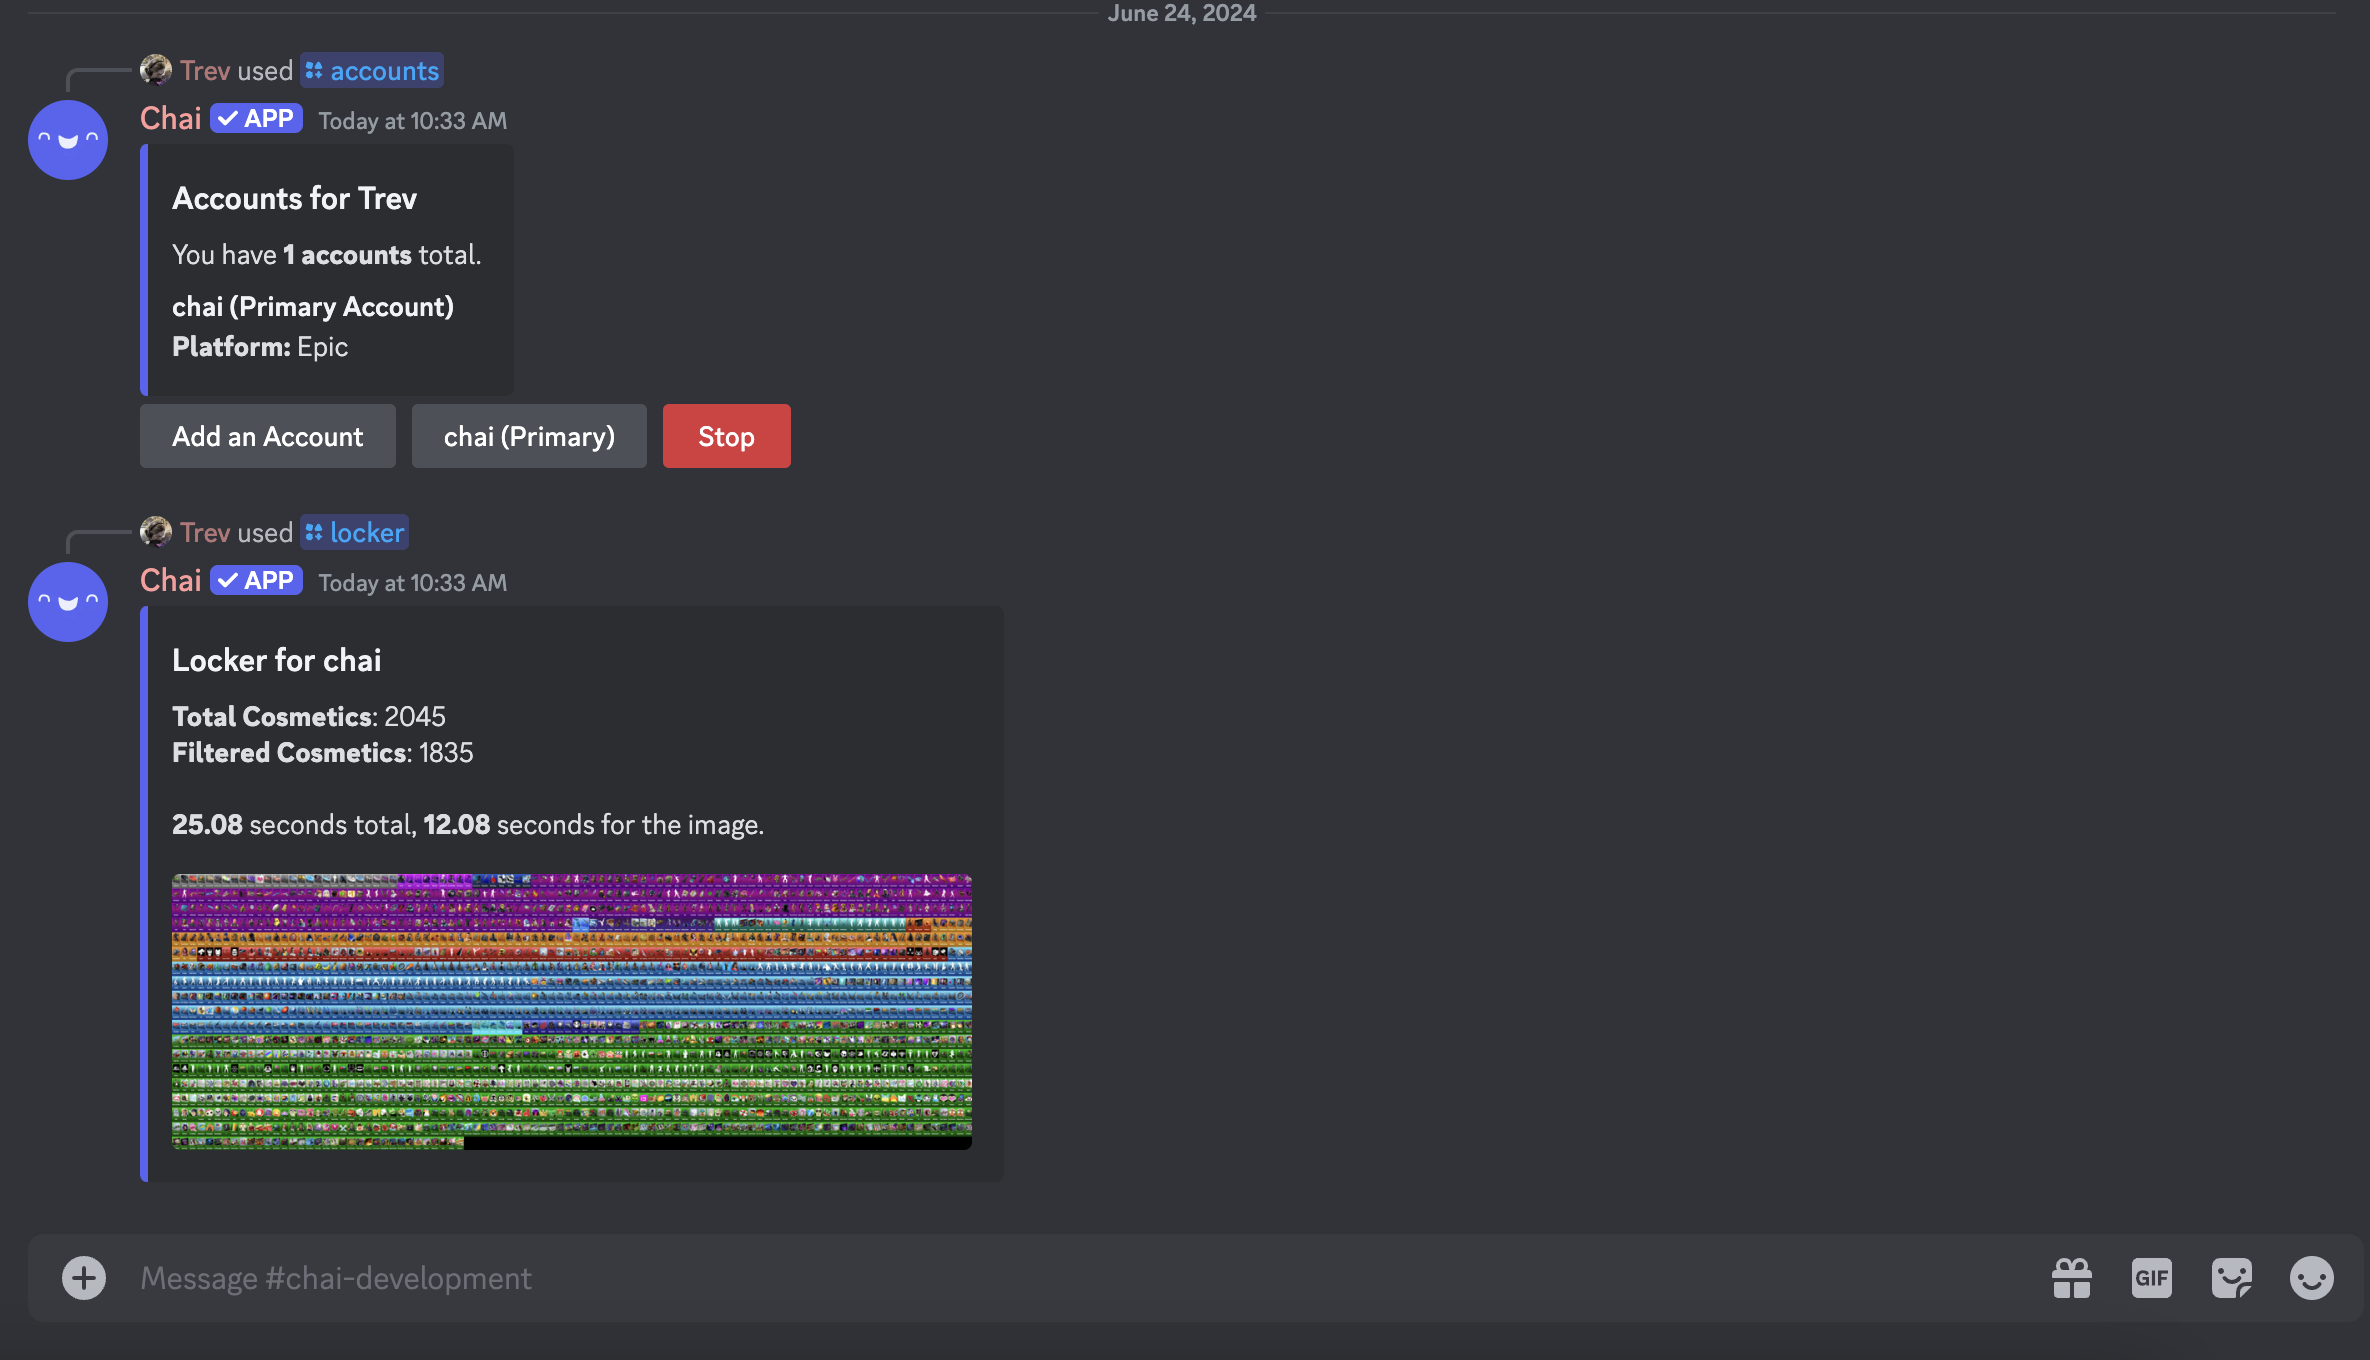 June 24, 2024
Trev used accounts
Chai APP Today at 10:33 AM
Accounts for Trev
You have 1 accounts total.
chai (Primary Account)
Platform: Epic
Add an Account chai (Primary) Stop
Trev used locker
Chai APP Today at 10:33 AM
Locker for chai
Total Cosmetics: 2045
Filtered Cosmetics: 1835
25.08 seconds total, 12.08 seconds for the image.
Message #chai-development
GIF